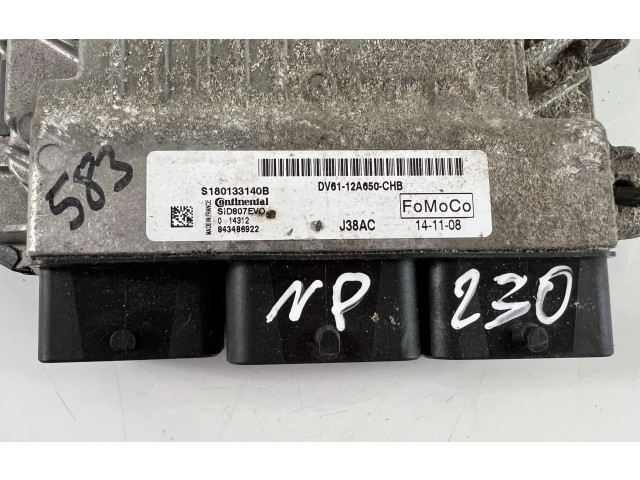 583
S180133140B
Continental
SID807EVO
0 14312
843486922
MADE IN FRANCE
DV61-12A650-CHB
J38AC
FoMoCo
14-11-08
NP
230